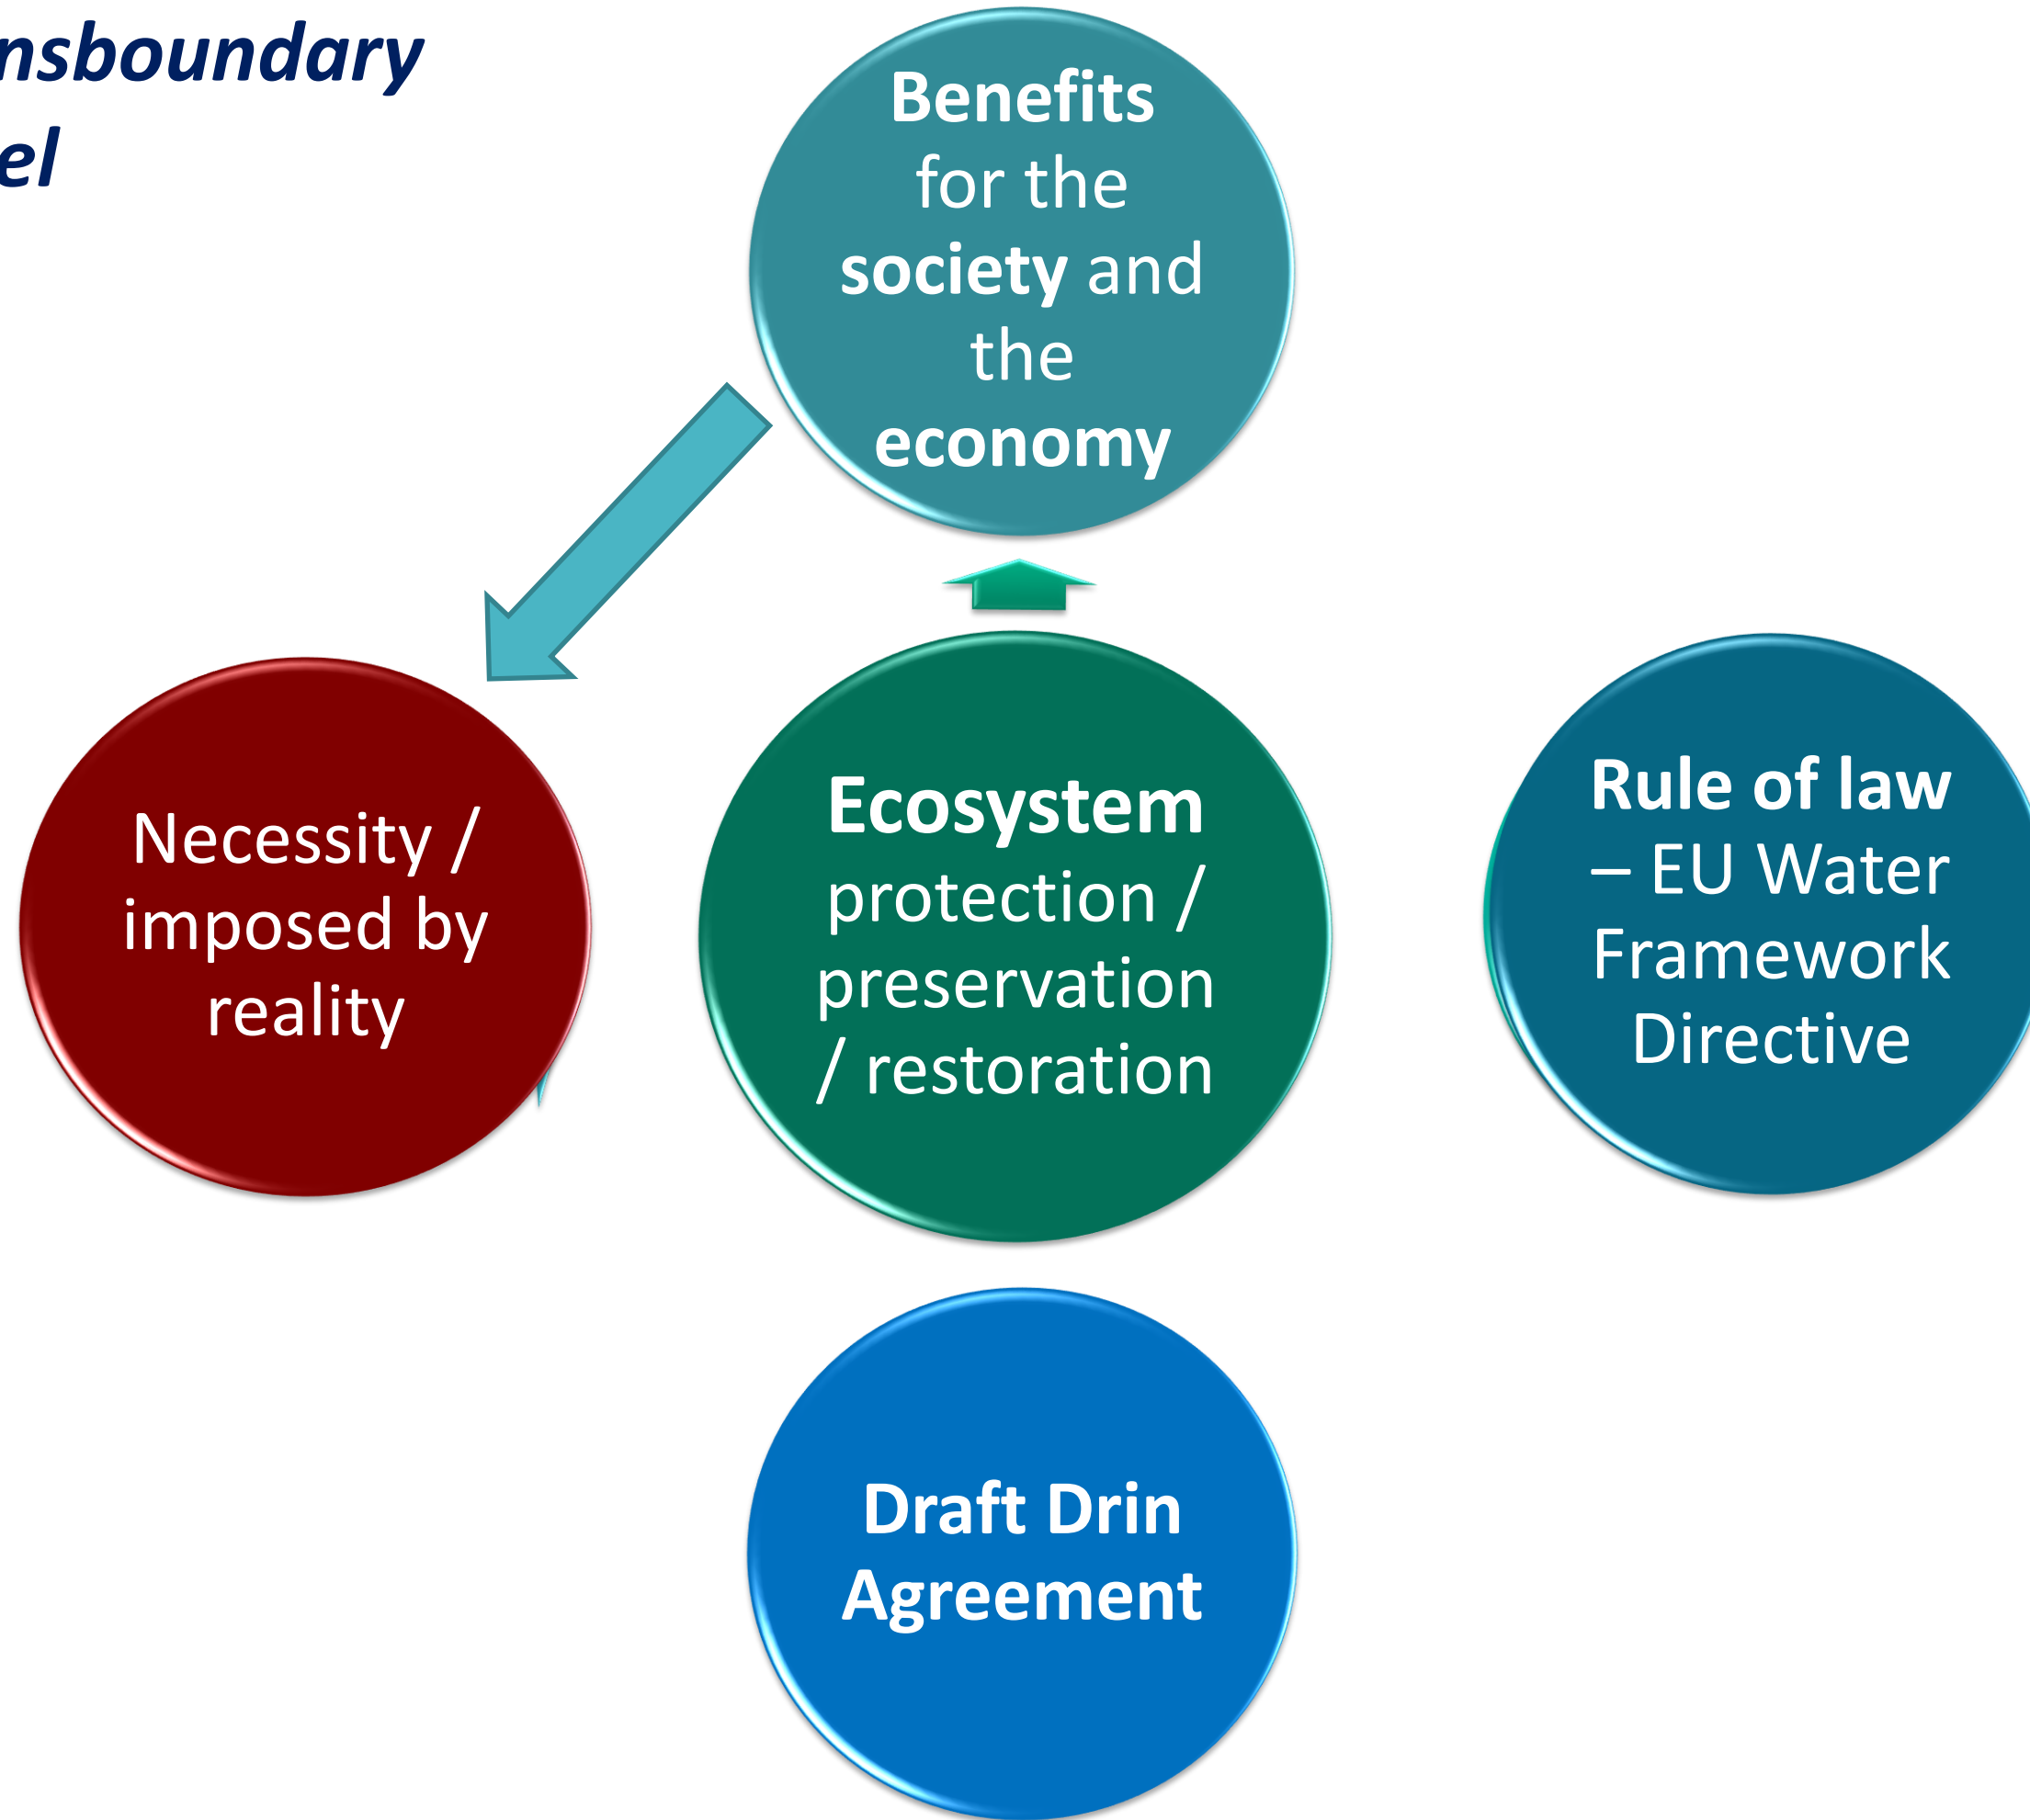 nsboundary
el
Benefits
for the
society and
the
economy
Necessity /
imposed by
reality
Ecosystem
protection /
preservation
/ restoration
Rule of law
– EU Water
Framework
Directive
Draft Drin
Agreement